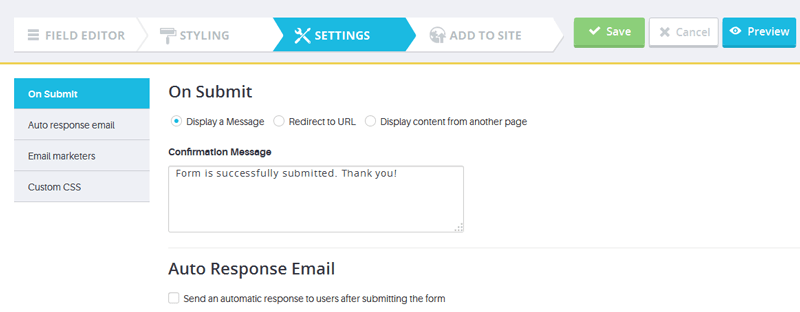 FIELD EDITOR STYLING SETTINGS ADD TO SITE Save Cancel Preview
On Submit
Auto response email
Email marketers
Custom CSS
On Submit
Display a Message Redirect to URL Display content from another page
Confirmation Message
Form is successfully submitted. Thank you!
Auto Response Email
Send an automatic response to users after submitting the form